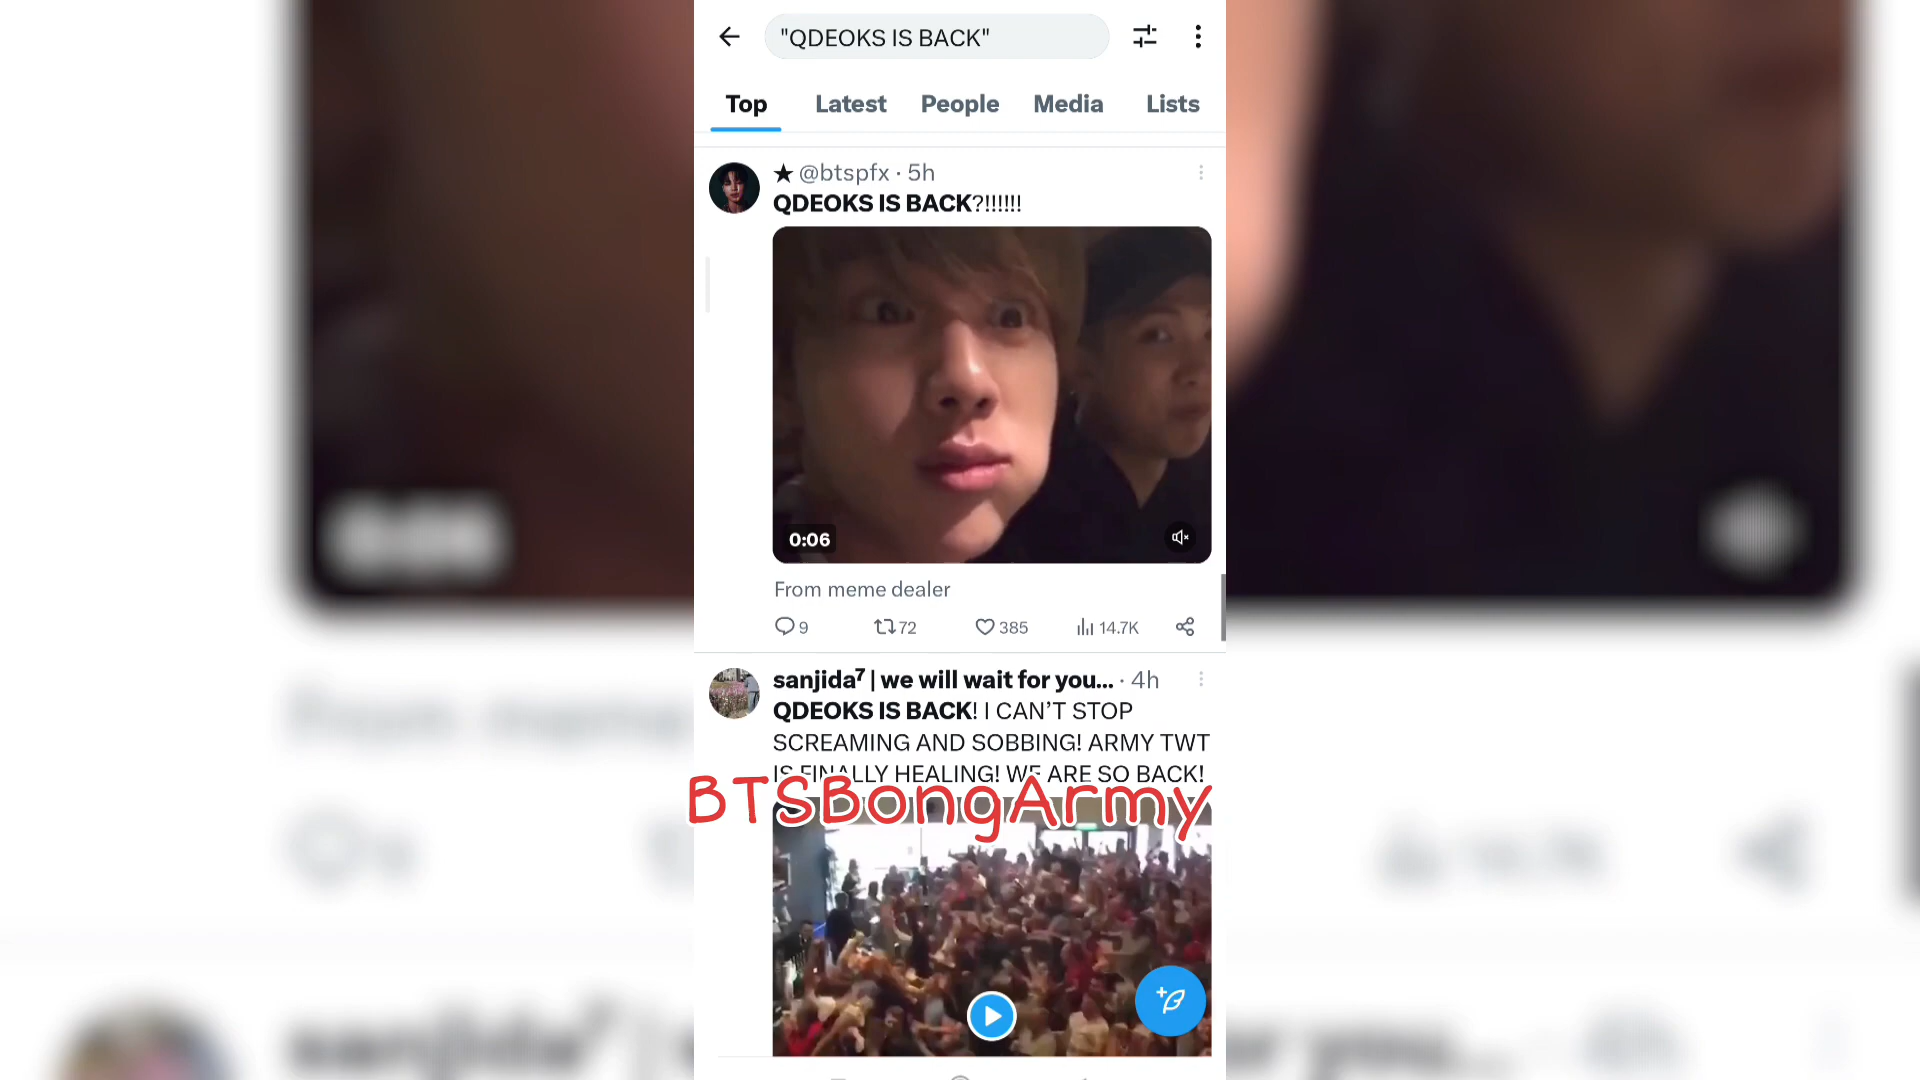 "QDEOKS IS BACK"
Top Latest People Media Lists
★ @btspfx · 5h
QDEOKS IS BACK?!!!!!!
0:06
From meme dealer
9 72 385 14.7K
sanjida⁷ | we will wait for you... · 4h
QDEOKS IS BACK! I CAN’T STOP
SCREAMING AND SOBBING! ARMY TWT
IS FINALLY HEALING! WE ARE SO BACK!
BTSBongArmy